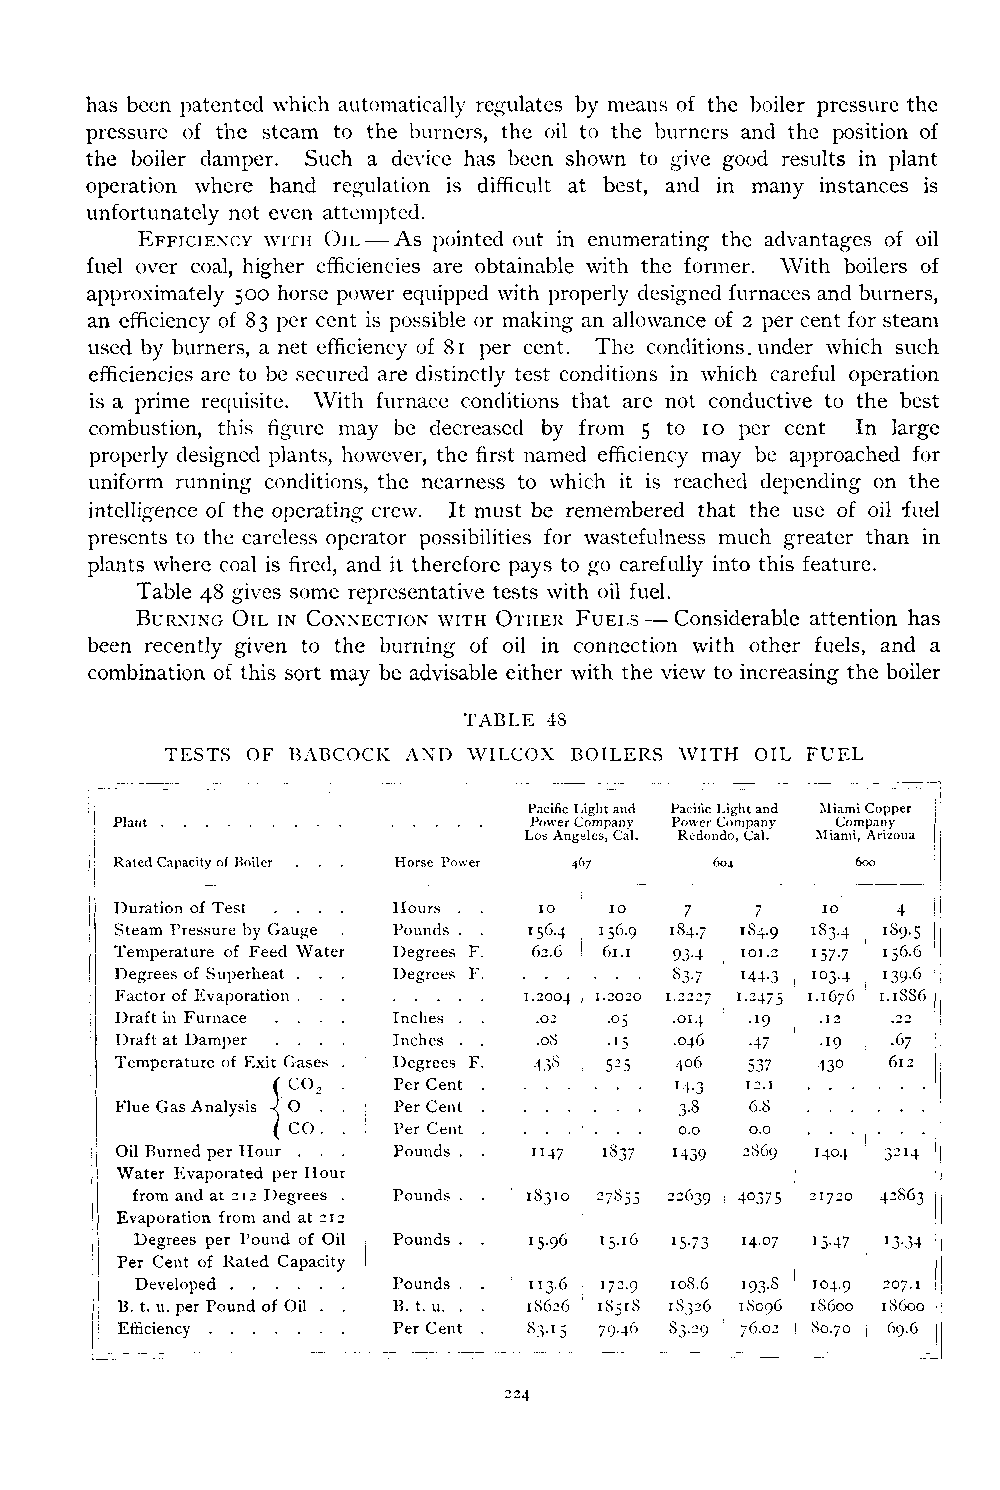 has been patented which automatically regulates by means of the boiler pressure the
pressure of the steam to the burners, the oil to the burners and the position of
the boiler damper. Such a device has been shown to give good results in plant
operation where hand regulation is difficult at best, and in many instances is
unfortunately not even attempted.
EFFICIENCY WITH OIL — As pointed out in enumerating the advantages of oil
fuel over coal, higher efficiencies are obtainable with the former. With boilers of
approximately 500 horse power equipped with properly designed furnaces and burners,
an efficiency of 83 per cent is possible or making an allowance of 2 per cent for steam
used by burners, a net efficiency of 81 per cent. The conditions under which such
efficiencies are to be secured are distinctly test conditions in which careful operation
is a prime requisite. With furnace conditions that are not conductive to the best
combustion, this figure may be decreased by from 5 to 10 per cent In large
properly designed plants, however, the first named efficiency may be approached for
uniform running conditions, the nearness to which it is reached depending on the
intelligence of the operating crew. It must be remembered that the use of oil fuel
presents to the careless operator possibilities for wastefulness much greater than in
plants where coal is fired, and it therefore pays to go carefully into this feature.
Table 48 gives some representative tests with oil fuel.
BURNING OIL IN CONNECTION WITH OTHER FUELS — Considerable attention has
been recently given to the burning of oil in connection with other fuels, and a
combination of this sort may be advisable either with the view to increasing the boiler
TABLE 48
TESTS OF BABCOCK AND WILCOX BOILERS WITH OIL FUEL
Pacific Light and Pacific Light and Miami Copper
Plant . . . . . . . . . . . . . . Power Company Power Company Company
Los Angeles, Cal. Redondo, Cal. Miami, Arizona
Rated Capacity of Boiler . . . Horse Power 467 604 600
Duration of Test . . . . Hours . . 10 10 7 7 10 4
Steam Pressure by Gauge . Pounds . . 156.4 156.9 184.7 184.9 183.4 189.5
Temperature of Feed Water Degrees F. 62.6 61.1 93.4 101.2 157.7 156.6
Degrees of Superheat . . . Degrees F. . . . . . . 83.7 144.3 103.4 139.6
Factor of Evaporation . . . . . . . . 1.2004 1.2020 1.2227 1.2475 1.1676 1.1886
Draft in Furnace . . . . Inches . . .02 .05 .014 .19 .12 .22
Draft at Damper . . . . Inches . . .08 .15 .046 .47 .19 .67
Temperature of Exit Gases . Degrees F. 438 525 406 537 430 612
CO2 . Per Cent . . . . . . . 14.3 12.1 . . . . . .
Flue Gas Analysis { O . . Per Cent . . . . . . . 3.8 6.8 . . . . . .
CO . . Per Cent . . . . . . . 0.0 0.0 . . . . . .
Oil Burned per Hour . . . Pounds . . 1147 1837 1439 2869 1404 3214
Water Evaporated per Hour
from and at 212 Degrees . Pounds . . 18310 27855 22639 40375 21720 42863
Evaporation from and at 212
Degrees per Pound of Oil Pounds . . 15.96 15.16 15.73 14.07 15.47 13.34
Per Cent of Rated Capacity
Developed . . . . . . Pounds . . 113.6 172.9 108.6 193.8 104.9 207.1
B. t. u. per Pound of Oil . . B. t. u. . . 18626 18518 18326 18096 18600 18600
Efficiency . . . . . . . Per Cent . 83.15 79.46 83.29 76.02 80.70 69.6
224